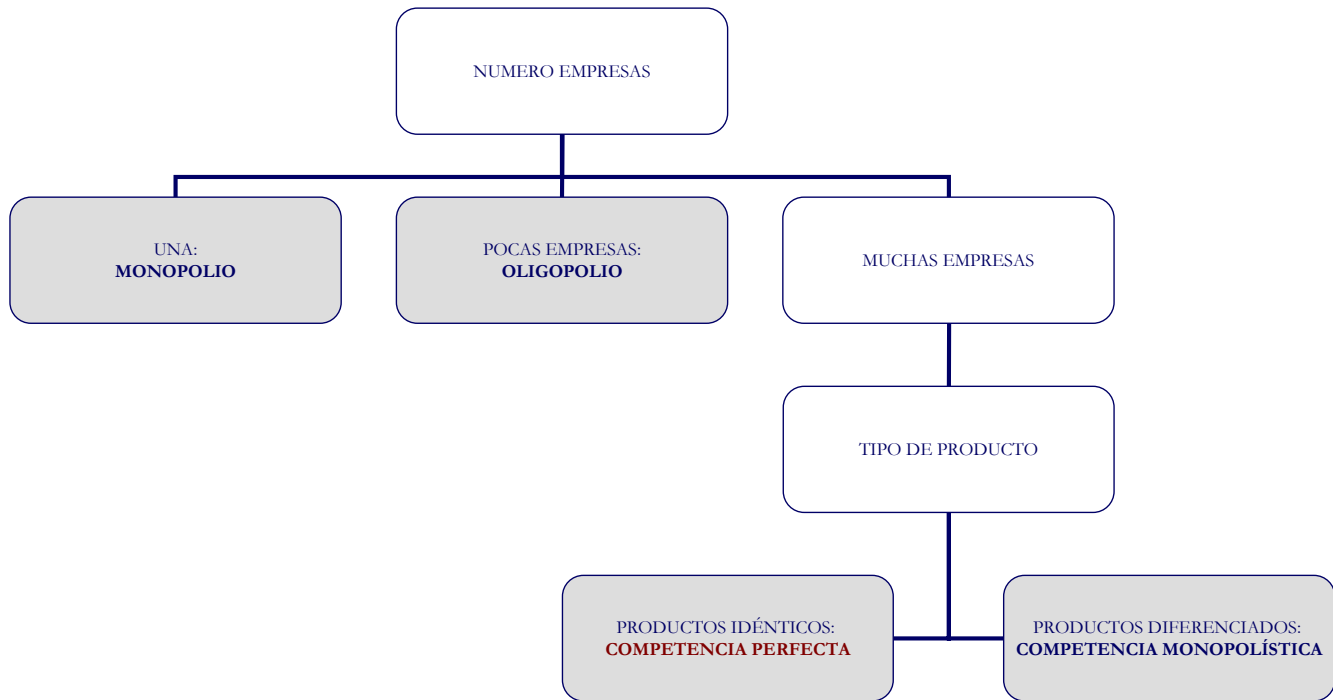 NUMERO EMPRESAS
UNA:
MONOPOLIO
POCAS EMPRESAS:
OLIGOPOLIO
MUCHAS EMPRESAS
TIPO DE PRODUCTO
PRODUCTOS IDÉNTICOS:
COMPETENCIA PERFECTA
PRODUCTOS DIFERENCIADOS:
COMPETENCIA MONOPOLÍSTICA